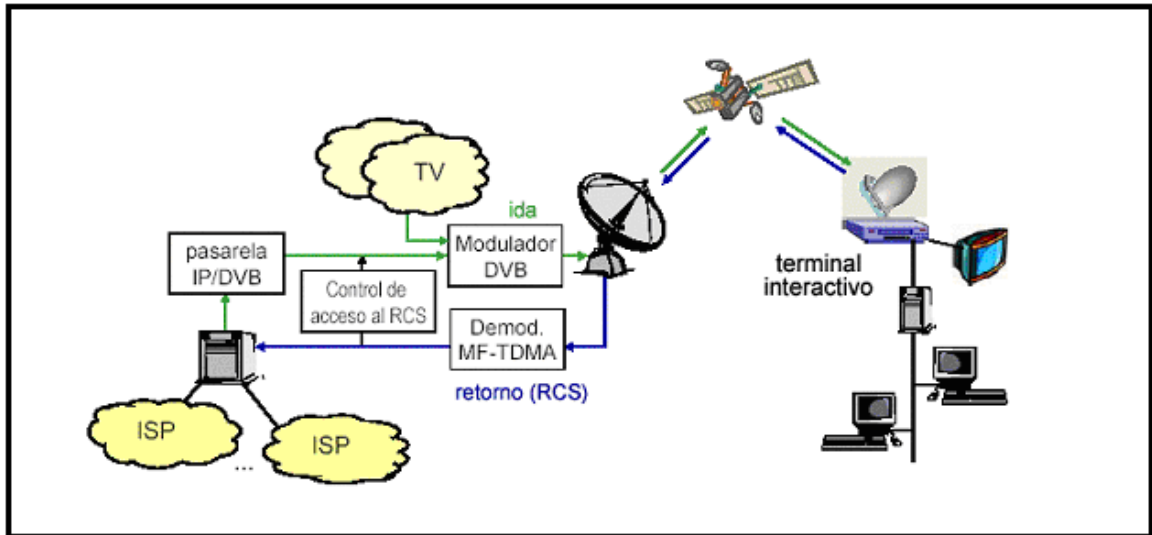 TV
ida
Modulador
DVB
pasarela
IP/DVB
Control de
acceso al RCS
Demod.
MF-TDMA
retorno (RCS)
ISP
...
ISP
terminal
interactivo